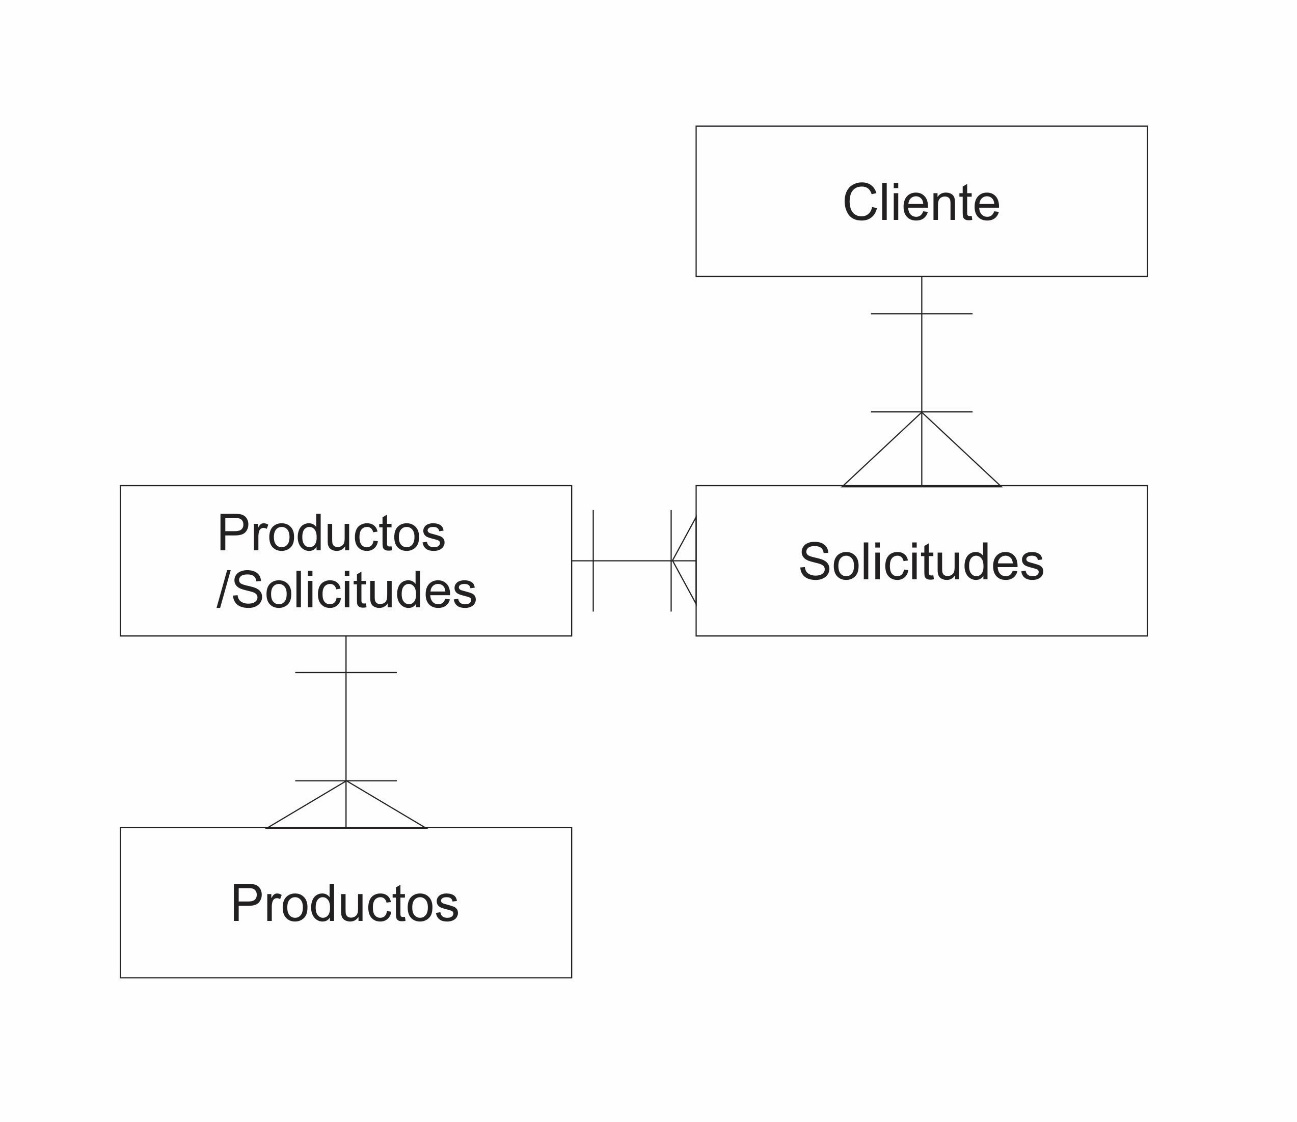 Cliente
Productos
/Solicitudes
Solicitudes
Productos